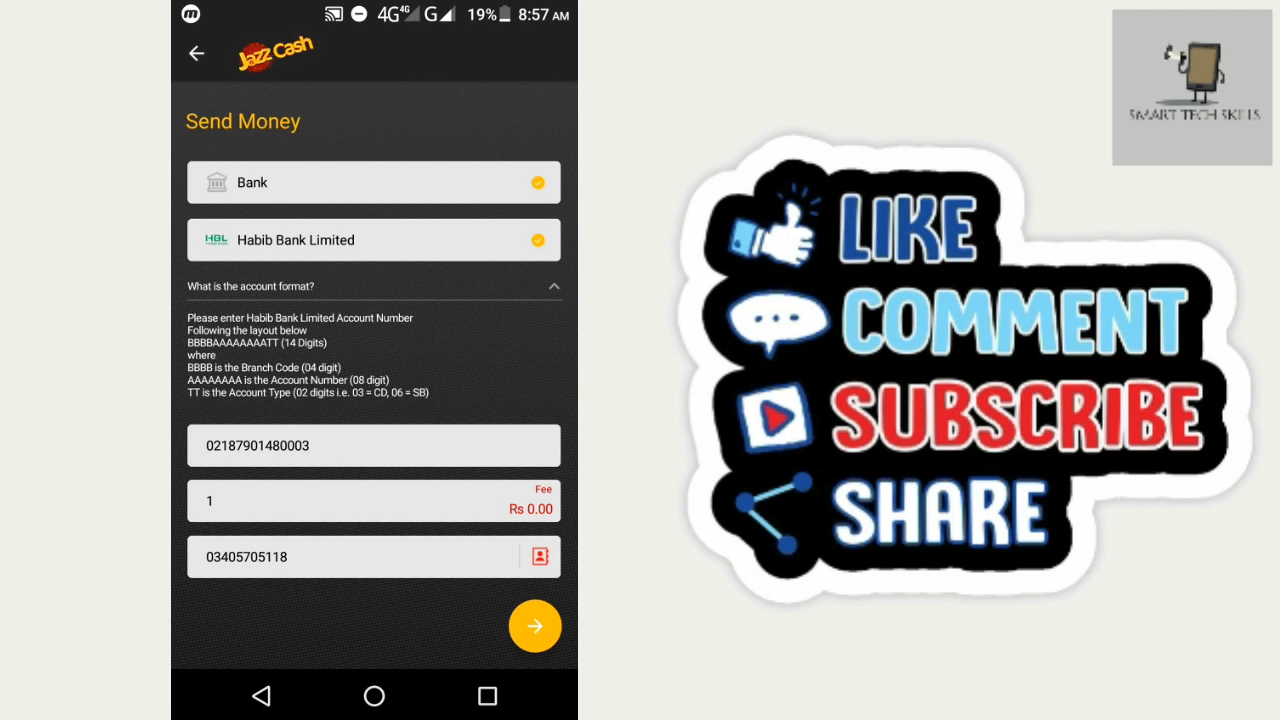 4G 4G G 19% 8:57 AM
Jazz Cash
Send Money
Bank
HBL Habib Bank Limited
What is the account format?
Please enter Habib Bank Limited Account Number
Following the layout below
BBBBAAAAAAAATT (14 Digits)
where
BBBB is the Branch Code (04 digit)
AAAAAAAA is the Account Number (08 digit)
TT is the Account Type (02 digits i.e. 03 = CD, 06 = SB)
02187901480003
Fee
1 Rs 0.00
03405705118
SMART TECH SKILLS
LIKE
COMMENT
SUBSCRIBE
SHARE